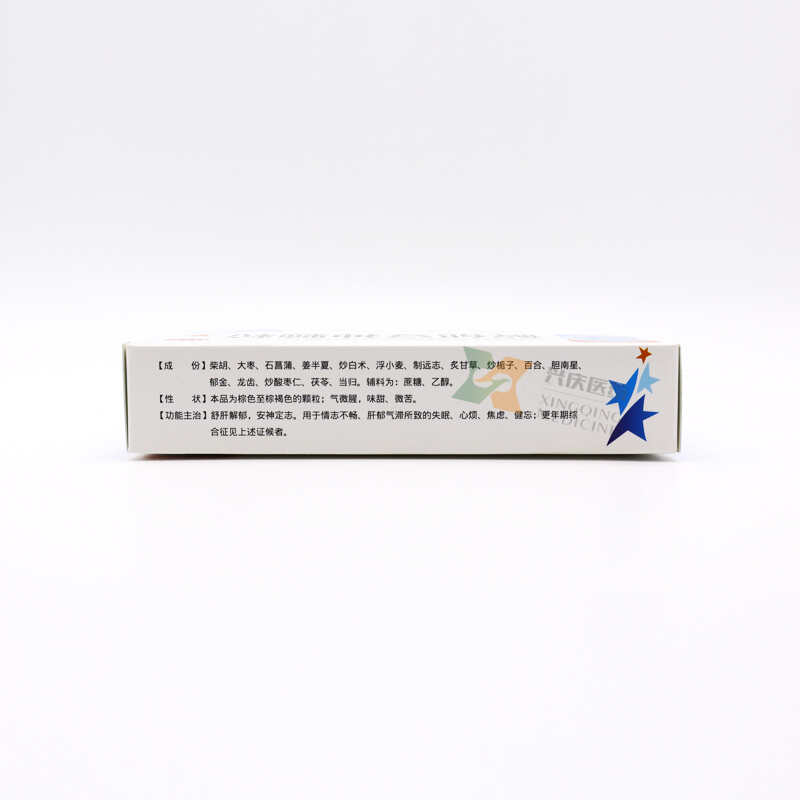 【成　份】柴胡、大枣、石菖蒲、姜半夏、炒白术、浮小麦、制远志、炙甘草、炒栀子、百合、胆南星、
郁金、龙齿、炒酸枣仁、茯苓、当归。辅料为：蔗糖、乙醇。
【性　状】本品为棕色至棕褐色的颗粒；气微腥，味甜、微苦。
【功能主治】舒肝解郁，安神定志。用于情志不畅、肝郁气滞所致的失眠、心烦、焦虑、健忘；更年期综
合征见上述证候者。
兴庆医
XINGQING
MEDICINE